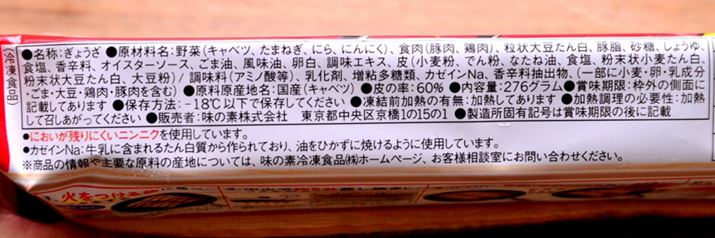 (冷凍食品)
●名称:ぎょうざ ●原材料名:野菜(キャベツ、たまねぎ、にら、にんにく)、食肉(豚肉、鶏肉)、粒状大豆たん白、豚脂、砂糖、しょうゆ、
食塩、香辛料、オイスターソース、ごま油、風味油、卵白、調味エキス、皮(小麦粉、でん粉、なたね油、食塩、粉末状小麦たん白、
粉末状大豆たん白、大豆粉)/調味料(アミノ酸等)、乳化剤、増粘多糖類、カゼインNa、香辛料抽出物、(一部に小麦・卵・乳成分
・ごま・大豆・鶏肉・豚肉を含む) ●原料原産地名:国産(キャベツ) ●皮の率:60% ●内容量:276グラム ●賞味期限:枠外の側面に
記載してあります ●保存方法:-18℃以下で保存してください ●凍結前加熱の有無:加熱してあります ●加熱調理の必要性:加熱
して召しあがってください ●販売者:味の素株式会社 東京都中央区京橋1の15の1 ●製造所固有記号は賞味期限の後に記載
●においが残りにくいニンニクを使用しています。
●カゼインNa:牛乳に含まれるたん白質から作られており、油をひかずに焼けるように使用しています。
※商品の情報や主要な原料の産地については、味の素冷凍食品㈱ホームページ、お客様相談室にお問い合わせください。